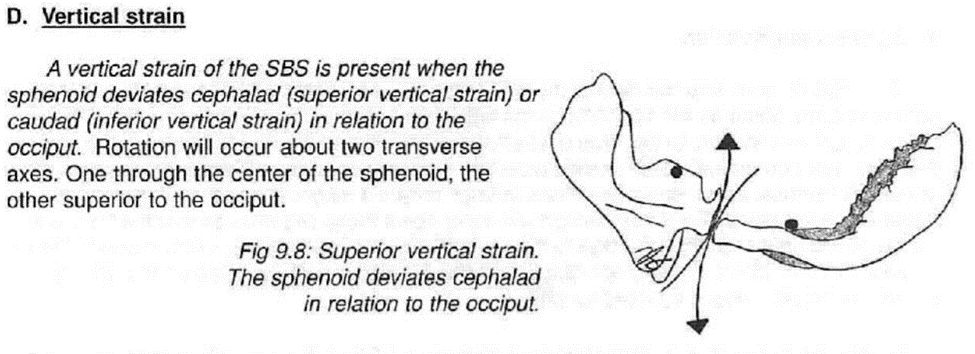 D. Vertical strain
A vertical strain of the SBS is present when the
sphenoid deviates cephalad (superior vertical strain) or
caudad (inferior vertical strain) in relation to the
occiput. Rotation will occur about two transverse
axes. One through the center of the sphenoid, the
other superior to the occiput.
Fig 9.8: Superior vertical strain.
The sphenoid deviates cephalad
in relation to the occiput.